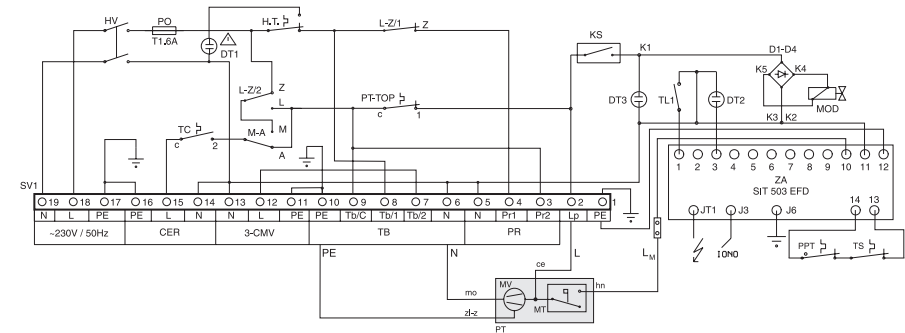 HV PO H.T. L-Z/1 Z KS K1 D1-D4
T1.6A DT1 K5 K4
L-Z/2 Z PT-TOP DT3 TL1 DT2 MOD
L c 1 K3 K2
TC M-A M
c 2 A
1 2 3 4 5 6 7 8 9 10 11 12
ZA
SIT 503 EFD
SV1
19 18 17 16 15 14 13 12 11 10 9 8 7 6 5 4 3 2 1
N L PE PE L N N L PE PE Tb/C Tb/1 Tb/2 N N Pr1 Pr2 Lp PE
JT1 J3 J6 14 13
~230V / 50Hz CER 3-CMV TB PR
IONO PPT TS
PE N L LM
ce
MV hn
mo MT
zl-z
PT